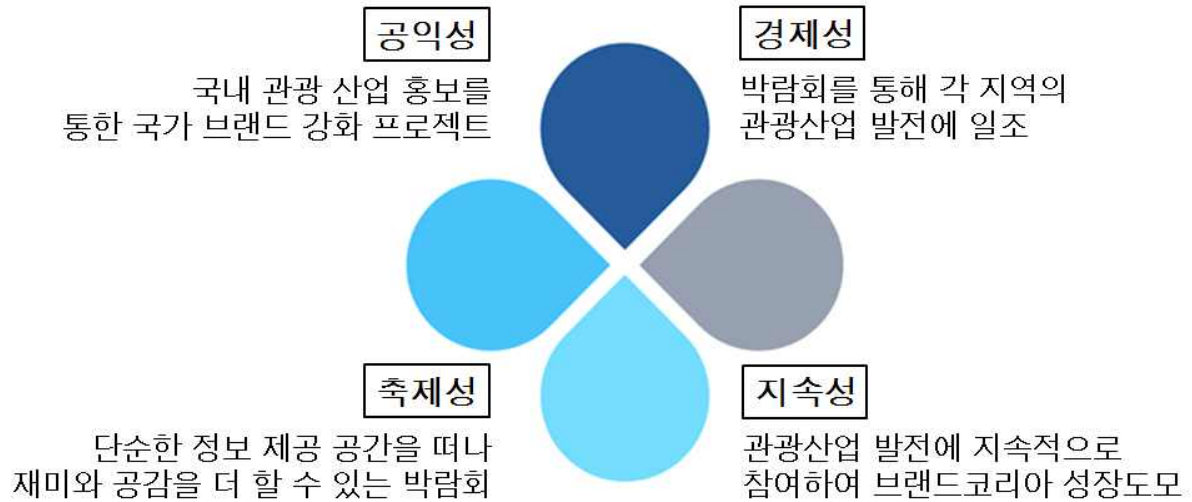 공익성
국내 관광 산업 홍보를
통한 국가 브랜드 강화 프로젝트
경제성
박람회를 통해 각 지역의
관광산업 발전에 일조
축제성
단순한 정보 제공 공간을 떠나
재미와 공감을 더 할 수 있는 박람회
지속성
관광산업 발전에 지속적으로
참여하여 브랜드코리아 성장도모